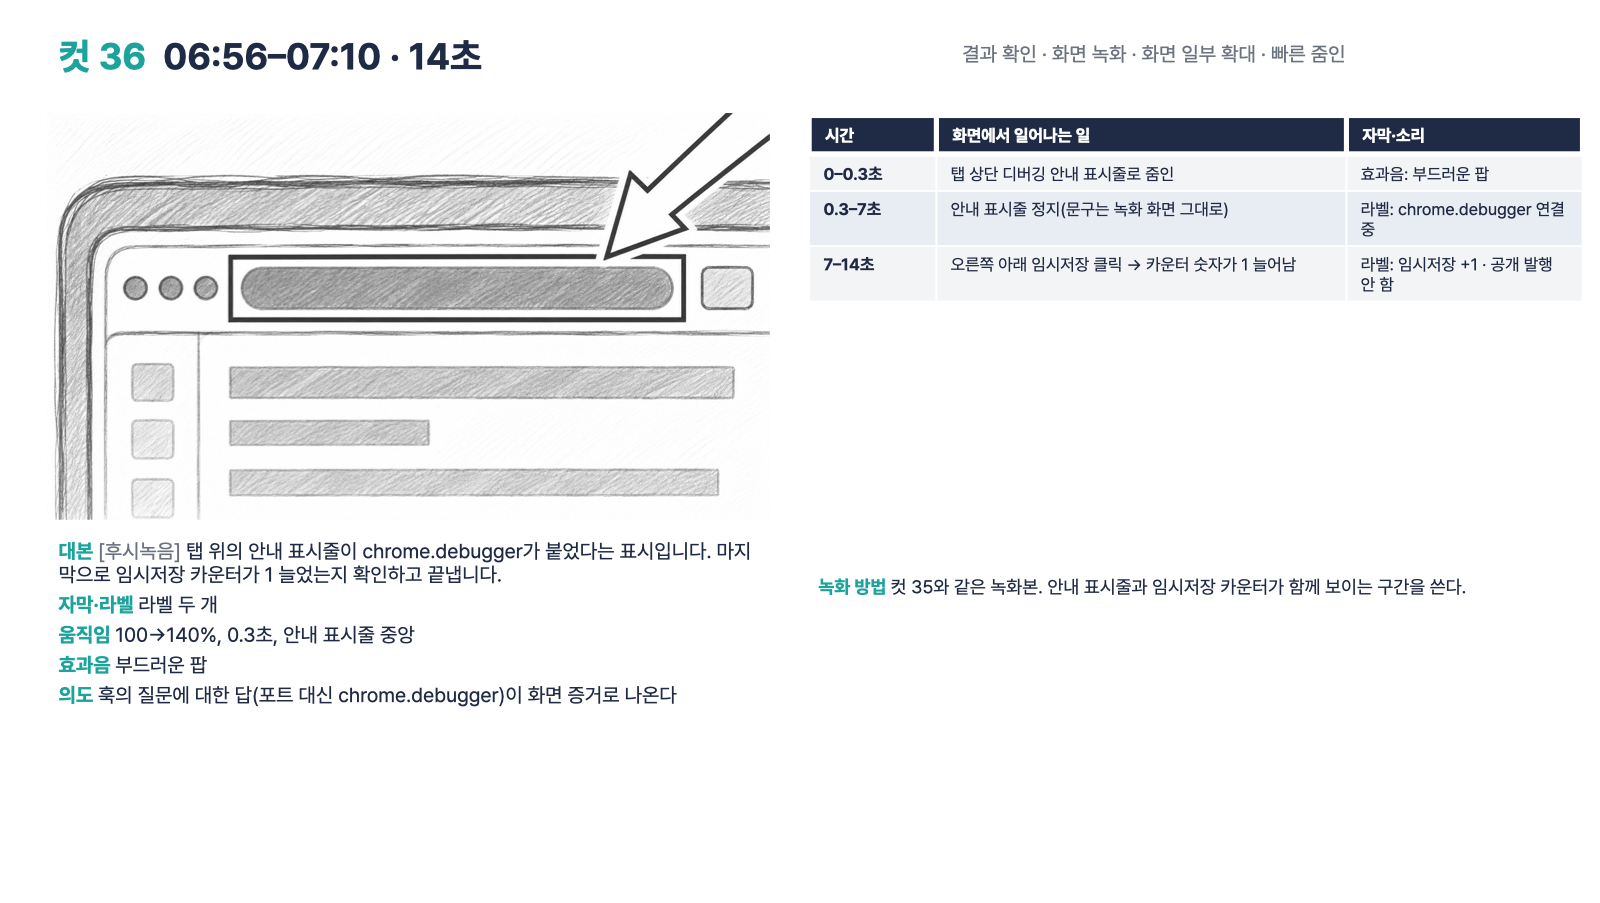 컷 36 06:56–07:10 · 14초
결과 확인 · 화면 녹화 · 화면 일부 확대 · 빠른 줌인
시간 화면에서 일어나는 일 자막·소리
0–0.3초 탭 상단 디버깅 안내 표시줄로 줌인 효과음: 부드러운 팝
0.3–7초 안내 표시줄 정지(문구는 녹화 화면 그대로) 라벨: chrome.debugger 연결
중
7–14초 오른쪽 아래 임시저장 클릭 → 카운터 숫자가 1 늘어남 라벨: 임시저장 +1 · 공개 발행
안 함
대본 [후시녹음] 탭 위의 안내 표시줄이 chrome.debugger가 붙었다는 표시입니다. 마지
막으로 임시저장 카운터가 1 늘었는지 확인하고 끝냅니다.
자막·라벨 라벨 두 개
움직임 100→140%, 0.3초, 안내 표시줄 중앙
효과음 부드러운 팝
의도 훅의 질문에 대한 답(포트 대신 chrome.debugger)이 화면 증거로 나온다
녹화 방법 컷 35와 같은 녹화본. 안내 표시줄과 임시저장 카운터가 함께 보이는 구간을 쓴다.